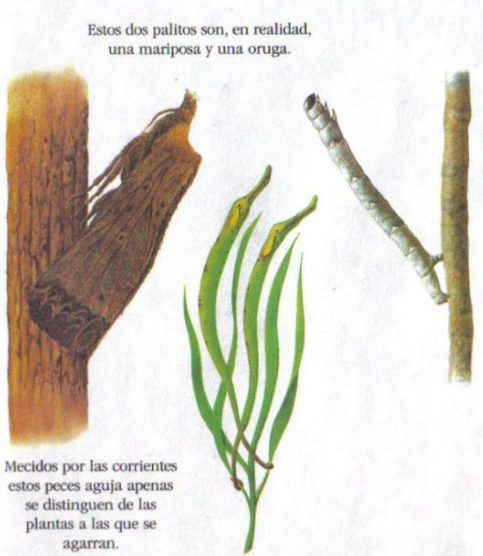 Estos dos palitos son, en realidad,
una mariposa y una oruga.
Mecidos por las corrientes
estos peces aguja apenas
se distinguen de las
plantas a las que se
agarran.